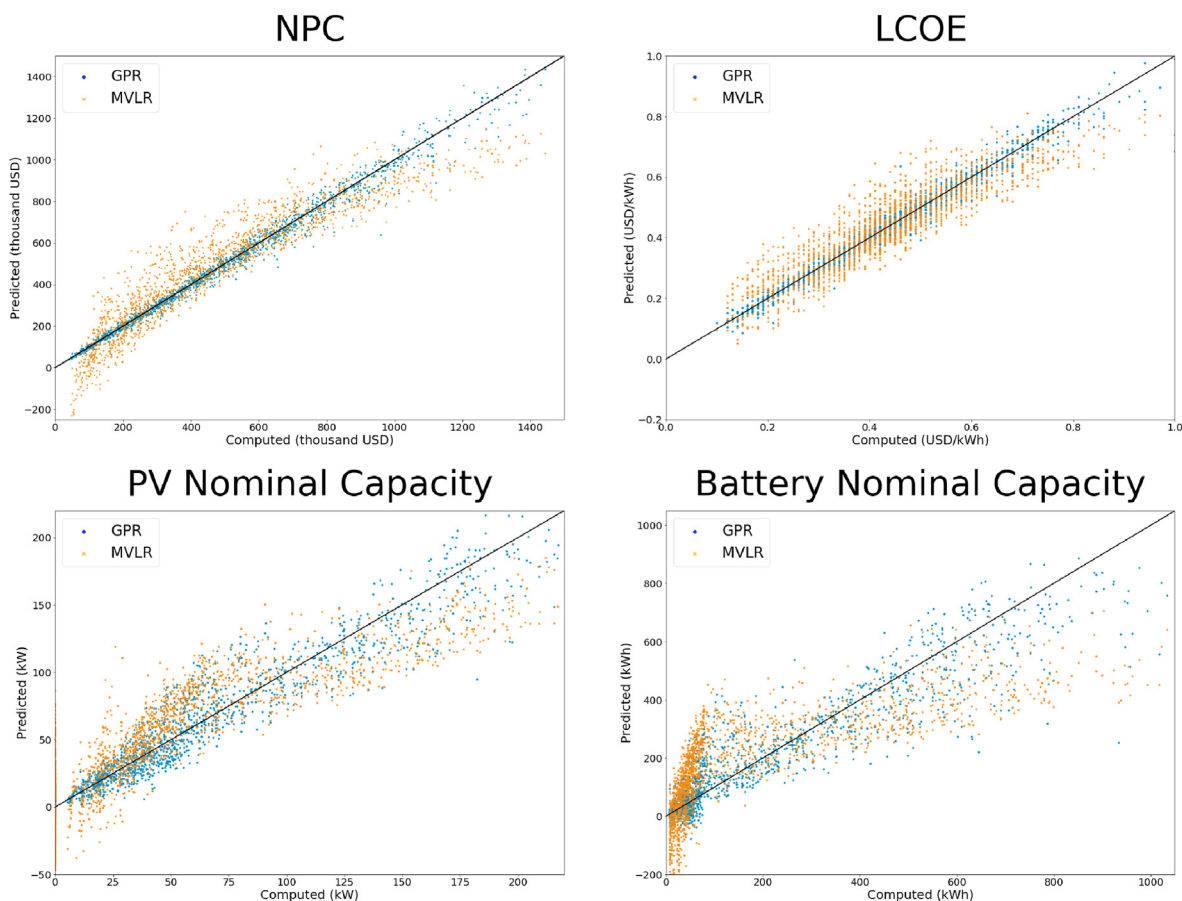 NPC
GPR
MVLR
1400
1200
1000
800
600
400
200
0
−200
Predicted (thousand USD)
0 200 400 600 800 1000 1200 1400
Computed (thousand USD)
LCOE
GPR
MVLR
1.0
0.8
0.6
0.4
0.2
0.0
−0.2
Predicted (USD/kWh)
0.0 0.2 0.4 0.6 0.8 1.0
Computed (USD/kWh)
PV Nominal Capacity
GPR
MVLR
200
150
100
50
0
−50
Predicted (kW)
0 25 50 75 100 125 150 175 200
Computed (kW)
Battery Nominal Capacity
GPR
MVLR
1000
800
600
400
200
0
−200
Predicted (kWh)
0 200 400 600 800 1000
Computed (kWh)